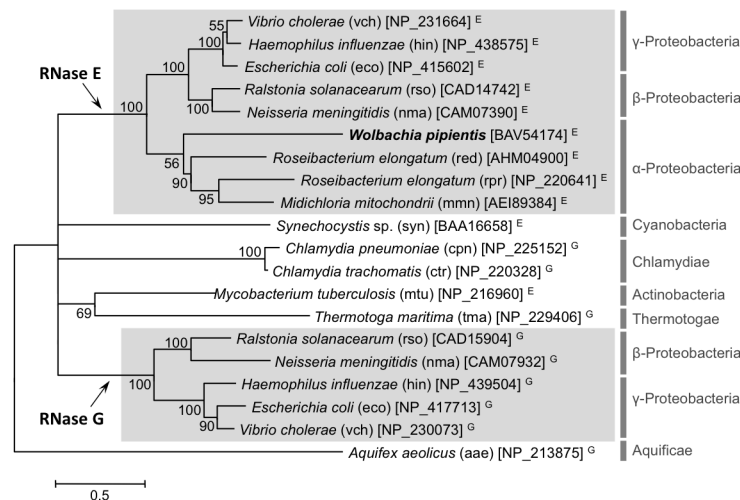 55 Vibrio cholerae (vch) [NP_231664] E
100 Haemophilus influenzae (hin) [NP_438575] E
γ-Proteobacteria
100 Escherichia coli (eco) [NP_415602] E
RNase E
Ralstonia solanacearum (rso) [CAD14742] E
β-Proteobacteria
100 100 Neisseria meningitidis (nma) [CAM07390] E
Wolbachia pipientis [BAV54174] E
56 Roseibacterium elongatum (red) [AHM04900] E
α-Proteobacteria
90 Roseibacterium elongatum (rpr) [NP_220641] E
95 Midichloria mitochondrii (mmn) [AEI89384] E
Synechocystis sp. (syn) [BAA16658] E Cyanobacteria
100 Chlamydia pneumoniae (cpn) [NP_225152] G
Chlamydiae
Chlamydia trachomatis (ctr) [NP_220328] G
Mycobacterium tuberculosis (mtu) [NP_216960] E Actinobacteria
69 Thermotoga maritima (tma) [NP_229406] G Thermotogae
100 Ralstonia solanacearum (rso) [CAD15904] G
β-Proteobacteria
Neisseria meningitidis (nma) [CAM07932] G
100 Haemophilus influenzae (hin) [NP_439504] G
γ-Proteobacteria
RNase G
100 Escherichia coli (eco) [NP_417713] G
90 Vibrio cholerae (vch) [NP_230073] G
Aquifex aeolicus (aae) [NP_213875] G Aquificae
0.5